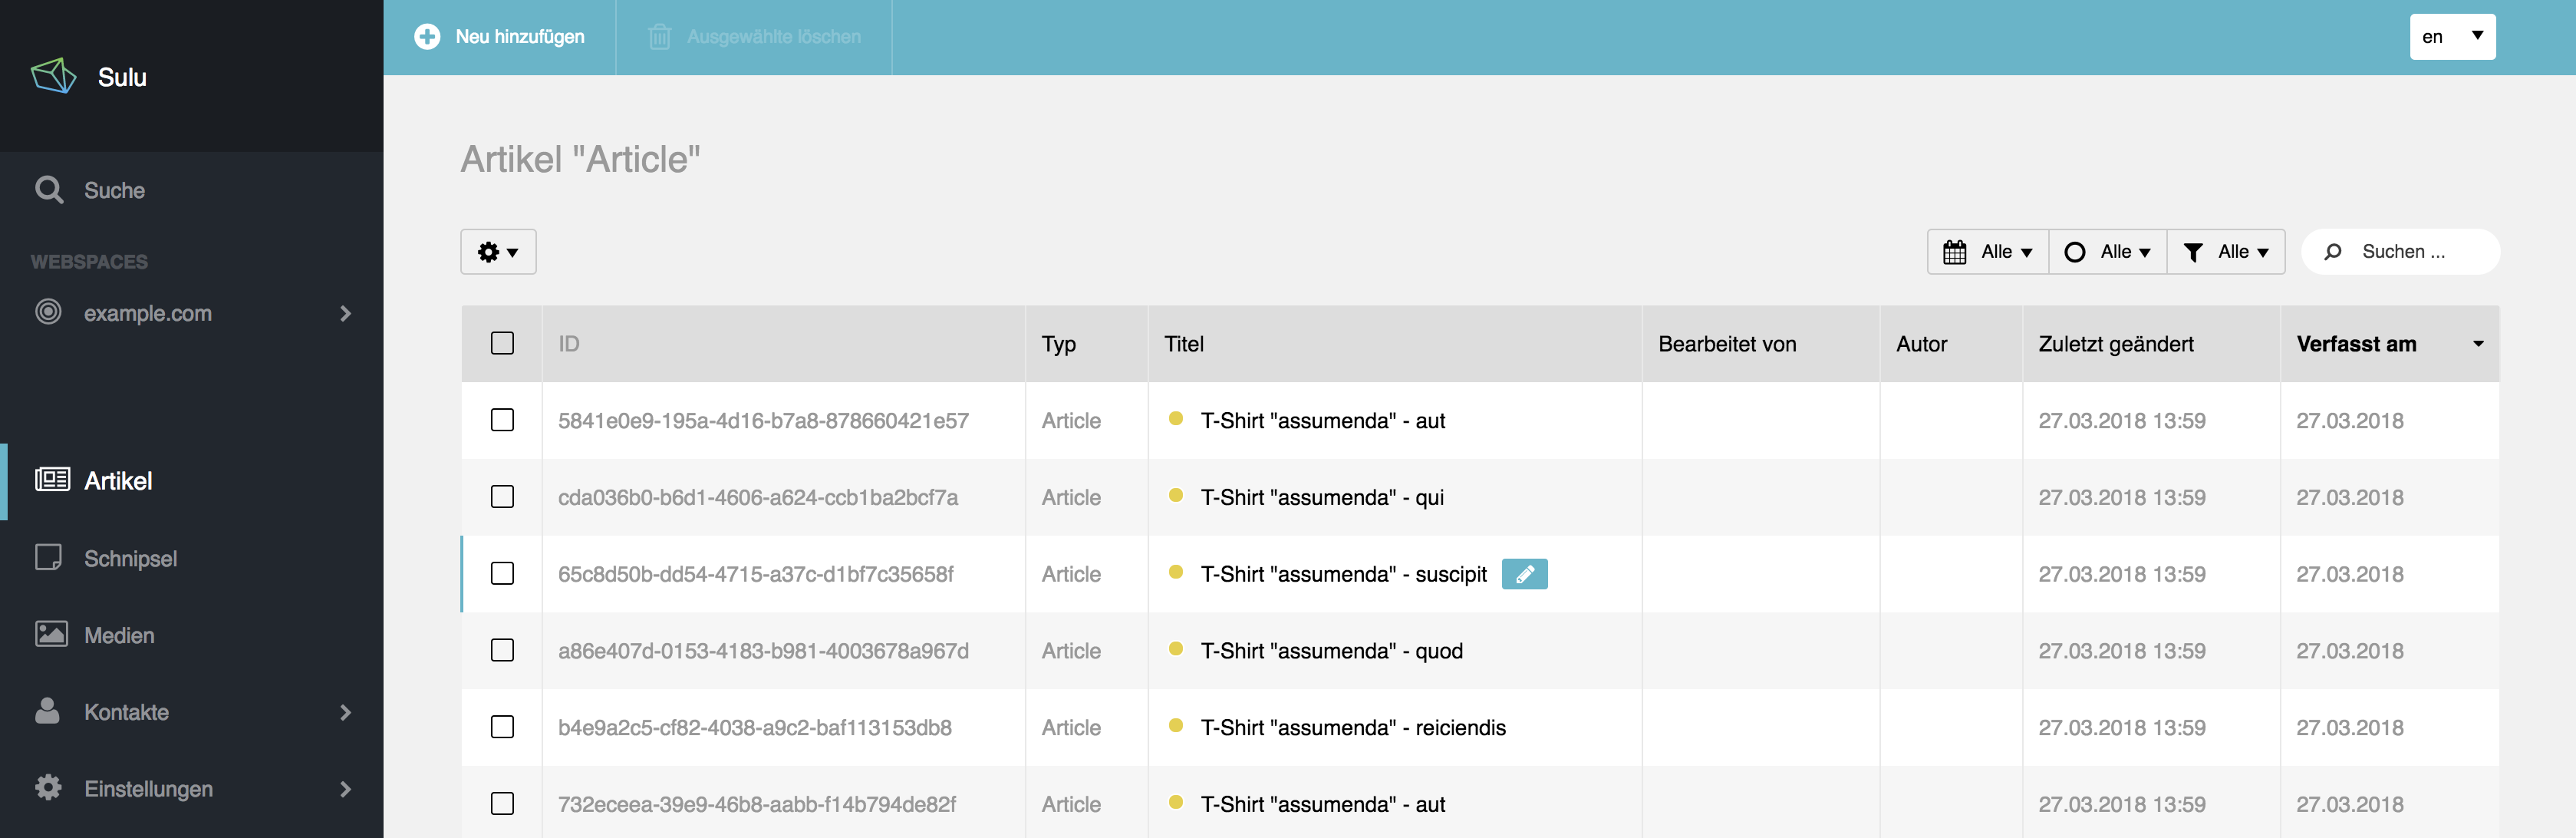 Sulu
Suche
WEBSPACES
example.com
Artikel
Schnipsel
Medien
Kontakte
Einstellungen
Neu hinzufügen
Ausgewählte löschen
en
Artikel "Article"
Alle Alle Alle Suchen ...
ID Typ Titel Bearbeitet von Autor Zuletzt geändert Verfasst am
5841e0e9-195a-4d16-b7a8-878660421e57 Article T-Shirt "assumenda" - aut 27.03.2018 13:59 27.03.2018
cda036b0-b6d1-4606-a624-ccb1ba2bcf7a Article T-Shirt "assumenda" - qui 27.03.2018 13:59 27.03.2018
65c8d50b-dd54-4715-a37c-d1bf7c35658f Article T-Shirt "assumenda" - suscipit 27.03.2018 13:59 27.03.2018
a86e407d-0153-4183-b981-4003678a967d Article T-Shirt "assumenda" - quod 27.03.2018 13:59 27.03.2018
b4e9a2c5-cf82-4038-a9c2-baf113153db8 Article T-Shirt "assumenda" - reiciendis 27.03.2018 13:59 27.03.2018
732eceea-39e9-46b8-aabb-f14b794de82f Article T-Shirt "assumenda" - aut 27.03.2018 13:59 27.03.2018